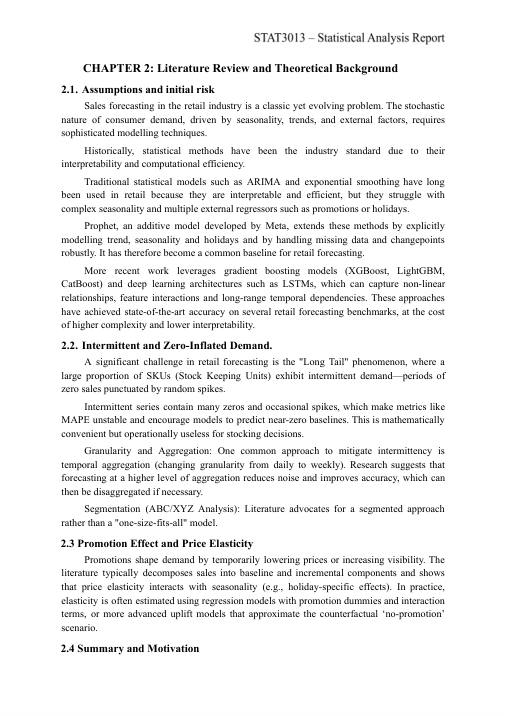 STAT3013 – Statistical Analysis Report
CHAPTER 2: Literature Review and Theoretical Background
2.1. Assumptions and initial risk
Sales forecasting in the retail industry is a classic yet evolving problem. The stochastic
nature of consumer demand, driven by seasonality, trends, and external factors, requires
sophisticated modelling techniques.
Historically, statistical methods have been the industry standard due to their
interpretability and computational efficiency.
Traditional statistical models such as ARIMA and exponential smoothing have long
been used in retail because they are interpretable and efficient, but they struggle with
complex seasonality and multiple external regressors such as promotions or holidays.
Prophet, an additive model developed by Meta, extends these methods by explicitly
modelling trend, seasonality and holidays and by handling missing data and changepoints
robustly. It has therefore become a common baseline for retail forecasting.
More recent work leverages gradient boosting models (XGBoost, LightGBM,
CatBoost) and deep learning architectures such as LSTMs, which can capture non-linear
relationships, feature interactions and long-range temporal dependencies. These approaches
have achieved state-of-the-art accuracy on several retail forecasting benchmarks, at the cost
of higher complexity and lower interpretability.
2.2. Intermittent and Zero-Inflated Demand.
A significant challenge in retail forecasting is the "Long Tail" phenomenon, where a
large proportion of SKUs (Stock Keeping Units) exhibit intermittent demand—periods of
zero sales punctuated by random spikes.
Intermittent series contain many zeros and occasional spikes, which make metrics like
MAPE unstable and encourage models to predict near-zero baselines. This is mathematically
convenient but operationally useless for stocking decisions.
Granularity and Aggregation: One common approach to mitigate intermittency is
temporal aggregation (changing granularity from daily to weekly). Research suggests that
forecasting at a higher level of aggregation reduces noise and improves accuracy, which can
then be disaggregated if necessary.
Segmentation (ABC/XYZ Analysis): Literature advocates for a segmented approach
rather than a "one-size-fits-all" model.
2.3 Promotion Effect and Price Elasticity
Promotions shape demand by temporarily lowering prices or increasing visibility. The
literature typically decomposes sales into baseline and incremental components and shows
that price elasticity interacts with seasonality (e.g., holiday-specific effects). In practice,
elasticity is often estimated using regression models with promotion dummies and interaction
terms, or more advanced uplift models that approximate the counterfactual ‘no-promotion’
scenario.
2.4 Summary and Motivation